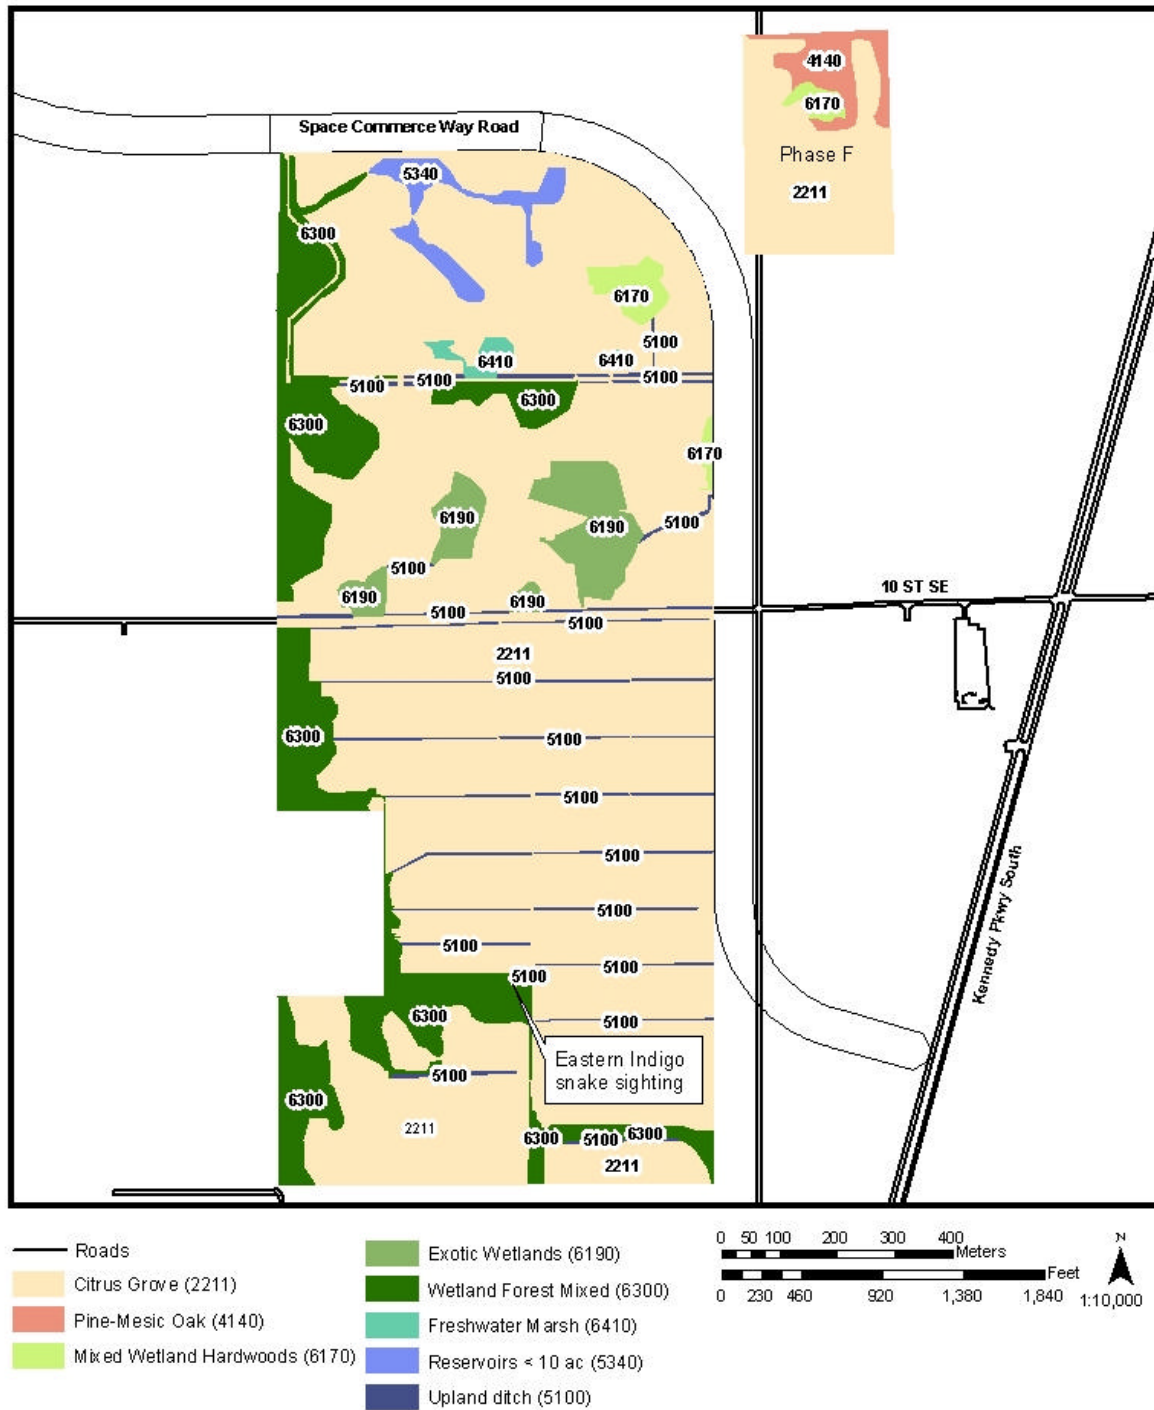 4140
6170
Phase F
2211
Space Commerce Way Road
5340
6300
6170
5100
6410
6410
5100
5100
5100
6300
6300
6170
6190
6190
5100
5100
6190
6190
10 ST SE
5100
5100
2211
5100
6300
5100
5100
5100
5100
5100
5100
5100
6300
5100
Kennedy Pkwy South
Eastern Indigo
snake sighting
5100
6300
2211
6300
5100
6300
2211
Roads
Citrus Grove (2211)
Pine-Mesic Oak (4140)
Mixed Wetland Hardwoods (6170)
Exotic Wetlands (6190)
Wetland Forest Mixed (6300)
Freshwater Marsh (6410)
Reservoirs < 10 ac (5340)
Upland ditch (5100)
0 50 100 200 300 400
Meters
Feet
0 230 460 920 1,380 1,840
N
1:10,000